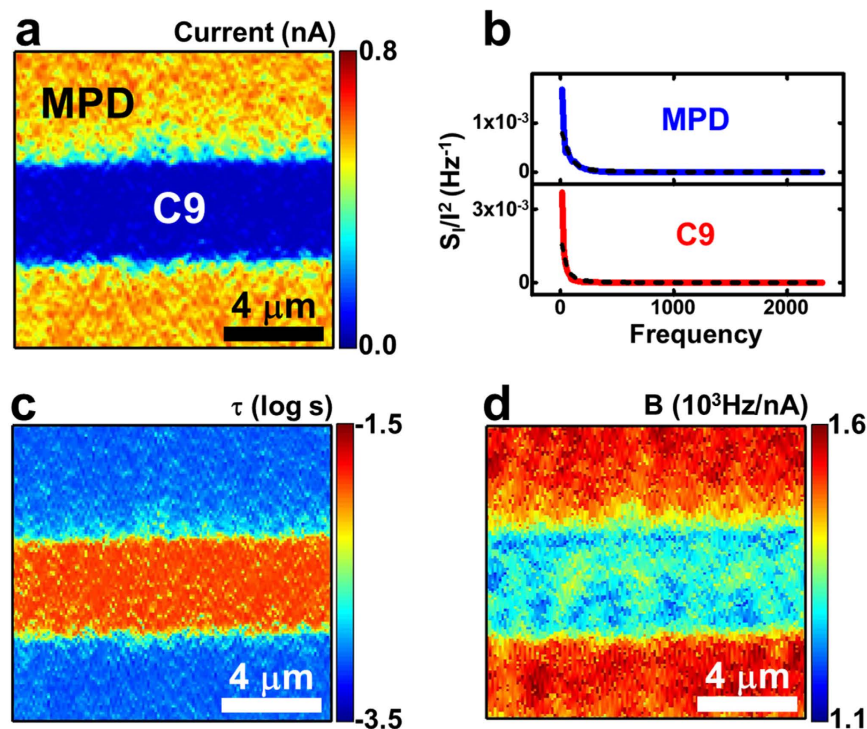 a
Current (nA)
0.8
MPD
C9
4 μm
0.0
b
S_I/I² (Hz⁻¹)
1x10⁻³
0
MPD
3x10⁻³
0
C9
0 1000 2000
Frequency
c
τ (log s)
-1.5
4 μm
-3.5
d
B (10³Hz/nA)
1.6
4 μm
1.1